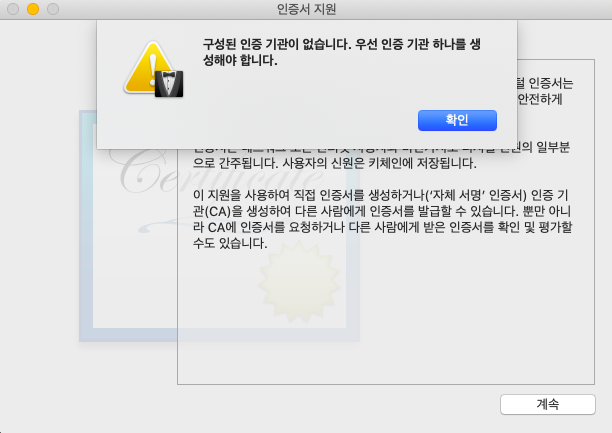 인증서 지원
구성된 인증 기관이 없습니다. 우선 인증 기관 하나를 생
성해야 합니다.
확인
털 인증서는
안전하게
의 일부분
으로 간주됩니다. 사용자의 신원은 키체인에 저장됩니다.
이 지원을 사용하여 직접 인증서를 생성하거나(‘자체 서명’ 인증서) 인증 기
관(CA)을 생성하여 다른 사람에게 인증서를 발급할 수 있습니다. 뿐만 아니
라 CA에 인증서를 요청하거나 다른 사람에게 받은 인증서를 확인 및 평가할
수도 있습니다.
Certificate
계속